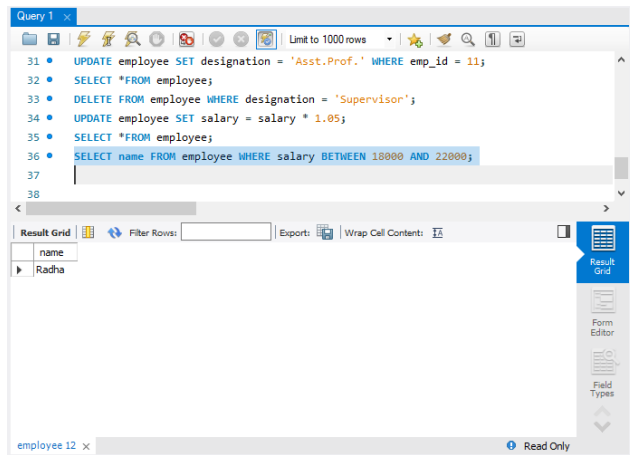 Query 1 ×
Limit to 1000 rows
31 UPDATE employee SET designation = 'Asst.Prof.' WHERE emp_id = 11;
32 SELECT *FROM employee;
33 DELETE FROM employee WHERE designation = 'Supervisor';
34 UPDATE employee SET salary = salary * 1.05;
35 SELECT *FROM employee;
36 SELECT name FROM employee WHERE salary BETWEEN 18000 AND 22000;
37
38
Result Grid Filter Rows: Export: Wrap Cell Content:
name
Radha
Result
Grid
Form
Editor
Field
Types
employee 12 × Read Only